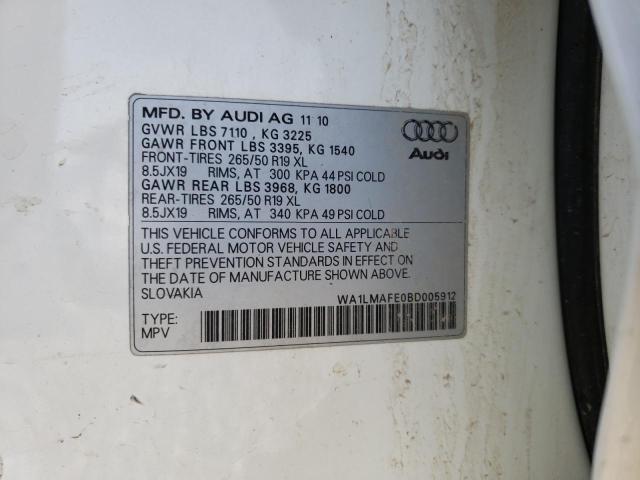 MFD. BY AUDI AG 11 10
GVWR LBS 7110 , KG 3225
GAWR FRONT LBS 3395, KG 1540
FRONT-TIRES 265/50 R19 XL
8.5JX19 RIMS, AT 300 KPA 44 PSI COLD
GAWR REAR LBS 3968, KG 1800
REAR-TIRES 265/50 R19 XL
8.5JX19 RIMS, AT 340 KPA 49 PSI COLD
Audi
THIS VEHICLE CONFORMS TO ALL APPLICABLE
U.S. FEDERAL MOTOR VEHICLE SAFETY AND
THEFT PREVENTION STANDARDS IN EFFECT ON
THE DATE OF MANUFACTURE SHOWN ABOVE.
SLOVAKIA
WA1LMAFE0BD005912
TYPE:
MPV